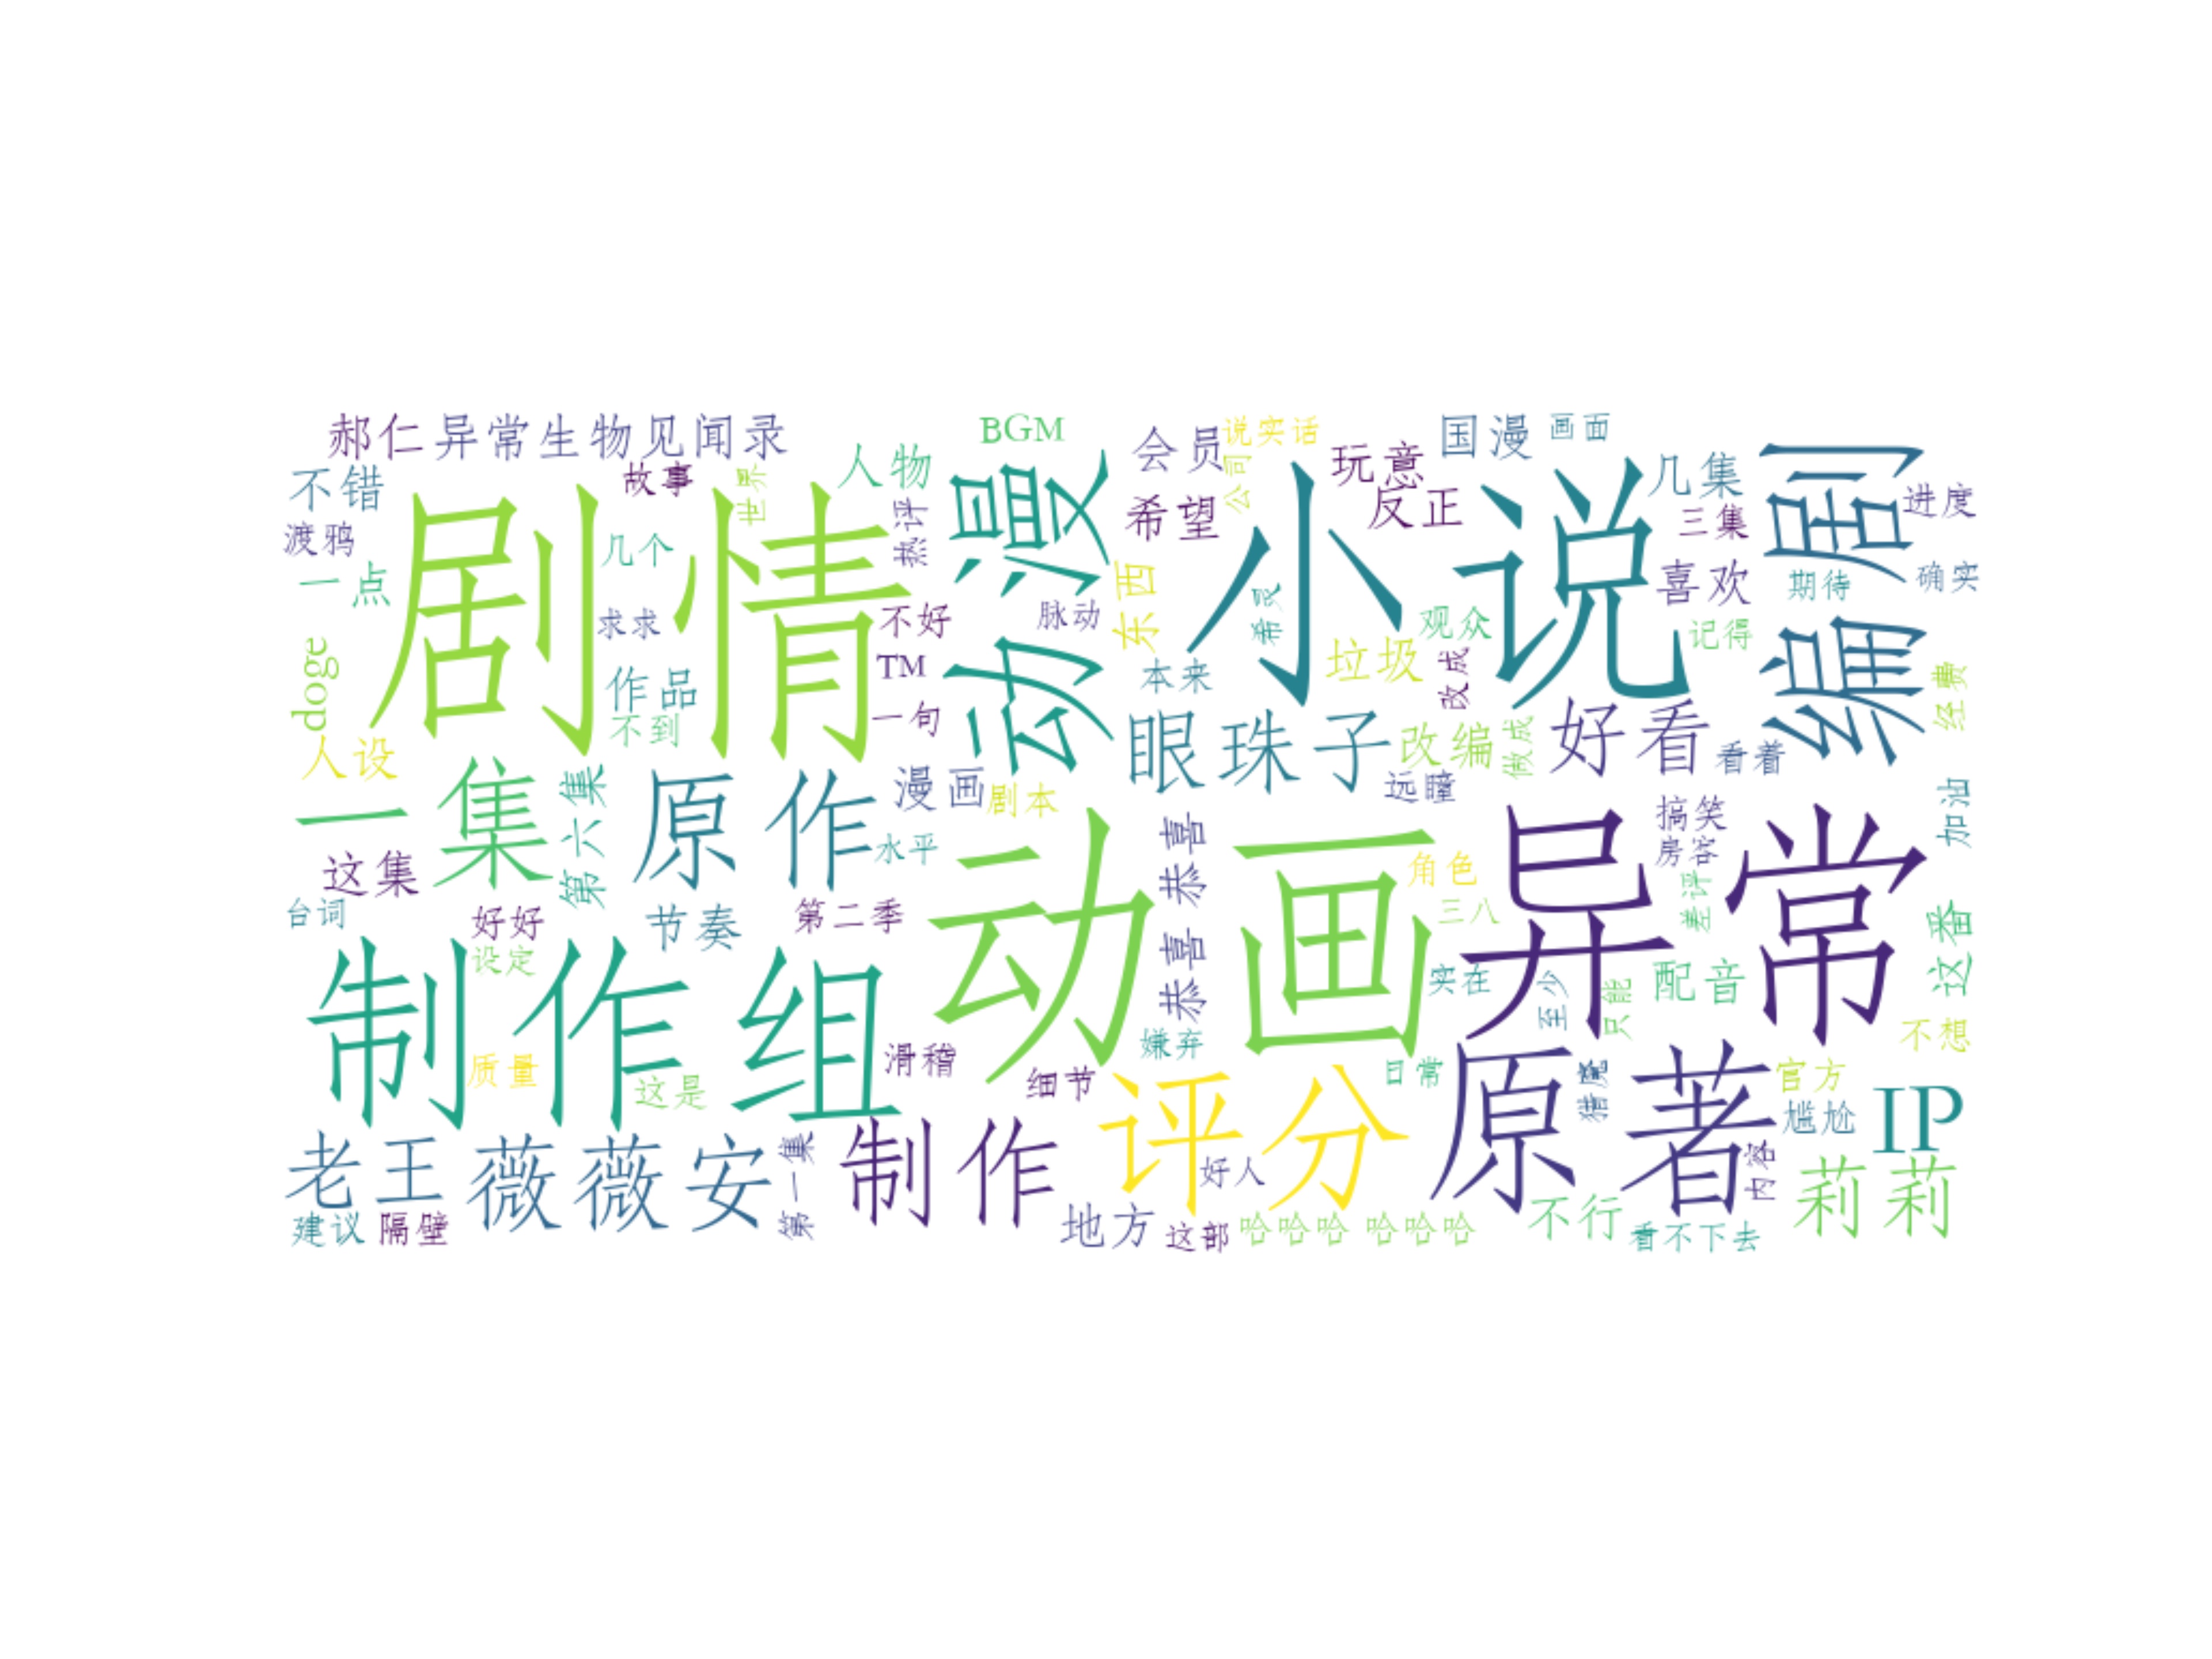 郝仁 异常生物见闻录
BGM
会员
说实话
国漫
画面
编剧
不错
故事
世界
人物
动漫
希望
公司
玩意
反正
小说
几集
三集
进度
渡鸦
剧情
几个
热评
喜欢
期待
确实
一点
求求
不好
脉动
东西
希灵
观众
记得
doge
作品
TM
本来
垃圾
改成
经费
人设
不到
一句
眼珠子
改编
做成
好看
看着
一集
第六集
原作
漫画
剧本
远瞳
搞笑
加油
这集
水平
动画
恭喜 恭喜
角色
房客
异常
台词
好好
节奏
第二季
三八
差评
这番
制作组
设定
实在
至少
只能
配音
质量
这是
滑稽
细节
嫌弃
日常
不想
评分
原著
猎魔
官方
尴尬
IP
老王
薇薇安
第一集
制作
好人
内容
莉莉
建议
隔壁
地方
这部
哈哈哈 哈哈哈
不行
看不下去